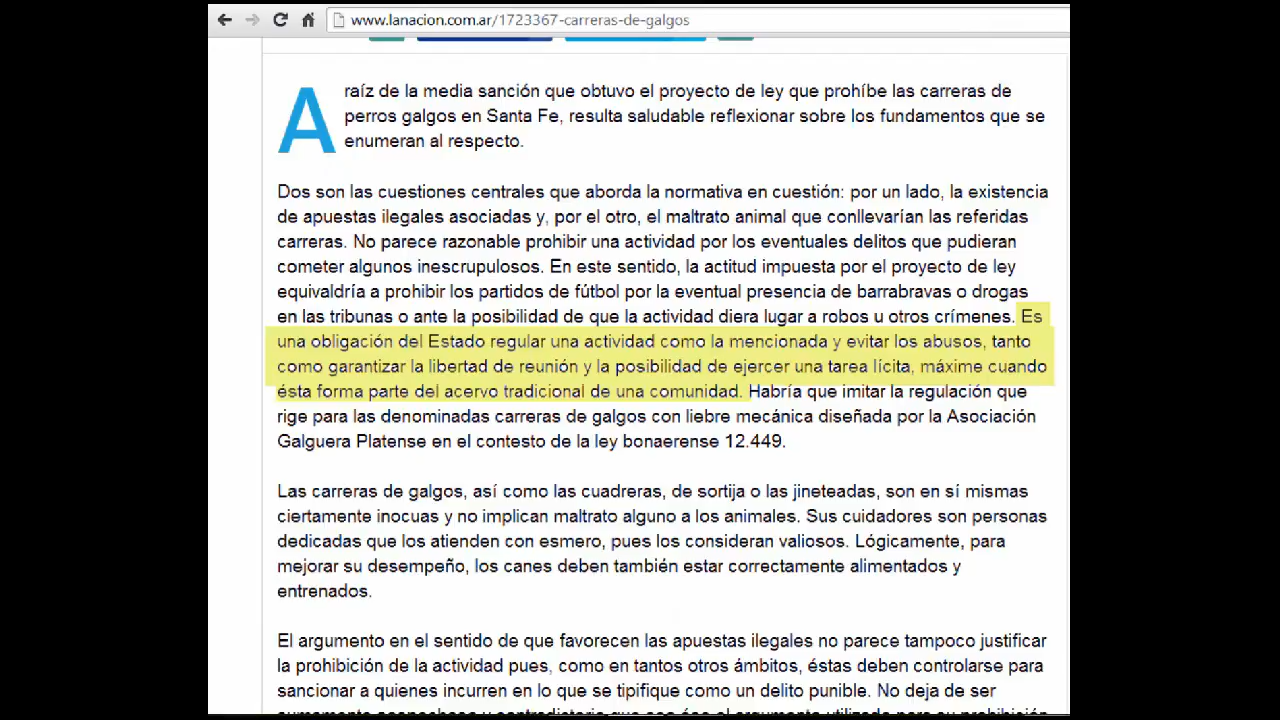 www.lanacion.com.ar/1723367-carreras-de-galgos
A raíz de la media sanción que obtuvo el proyecto de ley que prohíbe las carreras de
perros galgos en Santa Fe, resulta saludable reflexionar sobre los fundamentos que se
enumeran al respecto.
Dos son las cuestiones centrales que aborda la normativa en cuestión: por un lado, la existencia
de apuestas ilegales asociadas y, por el otro, el maltrato animal que conllevarían las referidas
carreras. No parece razonable prohibir una actividad por los eventuales delitos que pudieran
cometer algunos inescrupulosos. En este sentido, la actitud impuesta por el proyecto de ley
equivaldría a prohibir los partidos de fútbol por la eventual presencia de barrabravas o drogas
en las tribunas o ante la posibilidad de que la actividad diera lugar a robos u otros crímenes. Es
una obligación del Estado regular una actividad como la mencionada y evitar los abusos, tanto
como garantizar la libertad de reunión y la posibilidad de ejercer una tarea lícita, máxime cuando
ésta forma parte del acervo tradicional de una comunidad. Habría que imitar la regulación que
rige para las denominadas carreras de galgos con liebre mecánica diseñada por la Asociación
Galguera Platense en el contesto de la ley bonaerense 12.449.
Las carreras de galgos, así como las cuadreras, de sortija o las jineteadas, son en sí mismas
ciertamente inocuas y no implican maltrato alguno a los animales. Sus cuidadores son personas
dedicadas que los atienden con esmero, pues los consideran valiosos. Lógicamente, para
mejorar su desempeño, los canes deben también estar correctamente alimentados y
entrenados.
El argumento en el sentido de que favorecen las apuestas ilegales no parece tampoco justificar
la prohibición de la actividad pues, como en tantos otros ámbitos, éstas deben controlarse para
sancionar a quienes incurren en lo que se tipifique como un delito punible. No deja de ser